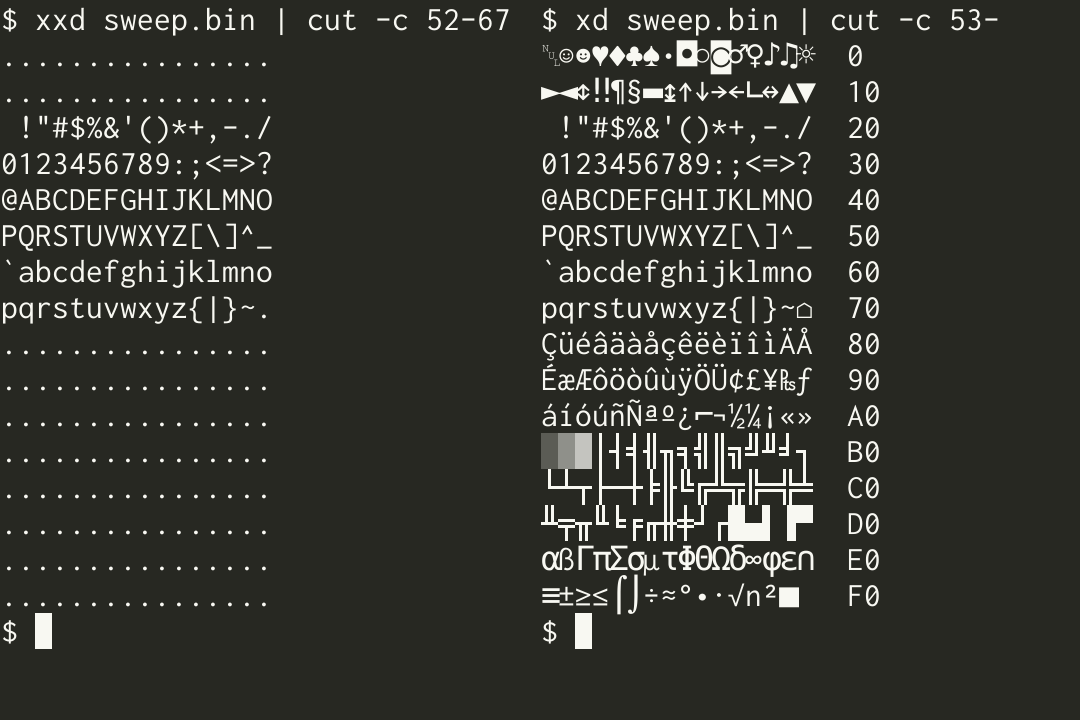 $ xxd sweep.bin | cut -c 52-67
................
................
 !"#$%&'()*+,-./
0123456789:;<=>?
@ABCDEFGHIJKLMNO
PQRSTUVWXYZ[\]^_
`abcdefghijklmno
pqrstuvwxyz{|}~.
................
................
................
................
................
................
................
................
$ 
$ xd sweep.bin | cut -c 53-
␀☺☻♥♦♣♠•◘○◙♂♀♪♫☼  0
►◄↕‼¶§▬↨↑↓→←∟↔▲▼  10
 !"#$%&'()*+,-./  20
0123456789:;<=>?  30
@ABCDEFGHIJKLMNO  40
PQRSTUVWXYZ[\]^_  50
`abcdefghijklmno  60
pqrstuvwxyz{|}~⌂  70
ÇüéâäàåçêëèïîìÄÅ  80
ÉæÆôöòûùÿÖÜ¢£¥₧ƒ  90
áíóúñÑªº¿⌐¬½¼¡«»  A0
░▒▓│┤╡╢╖╕╣║╗╝╜╛┐  B0
└┴┬├─┼╞╟╚╔╩╦╠═╬╧  C0
╨╤╥╙╘╒╓╫╪┘┌█▄▌▐▀  D0
αßΓπΣσµτΦΘΩδ∞φε∩  E0
≡±≥≤⌠⌡÷≈°∙·√ⁿ²■   F0
$